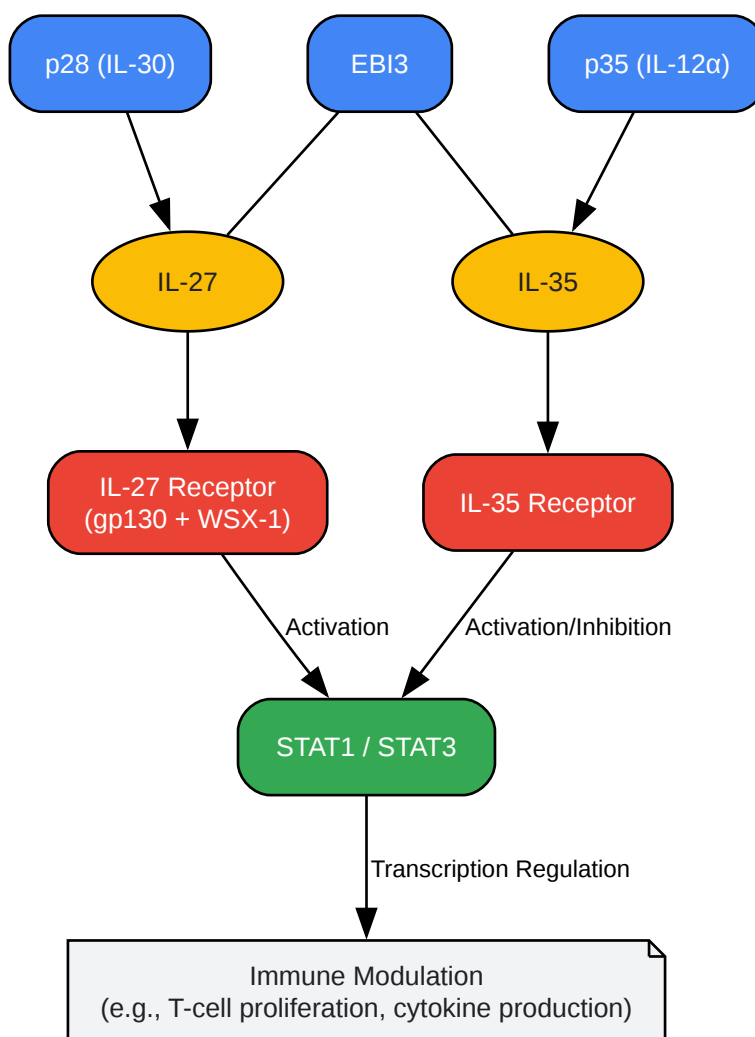 p28 (IL-30)
EBI3
p35 (IL-12α)
IL-27
IL-35
IL-27 Receptor
(gp130 + WSX-1)
IL-35 Receptor
Activation
Activation/Inhibition
STAT1 / STAT3
Transcription Regulation
Immune Modulation
(e.g., T-cell proliferation, cytokine production)